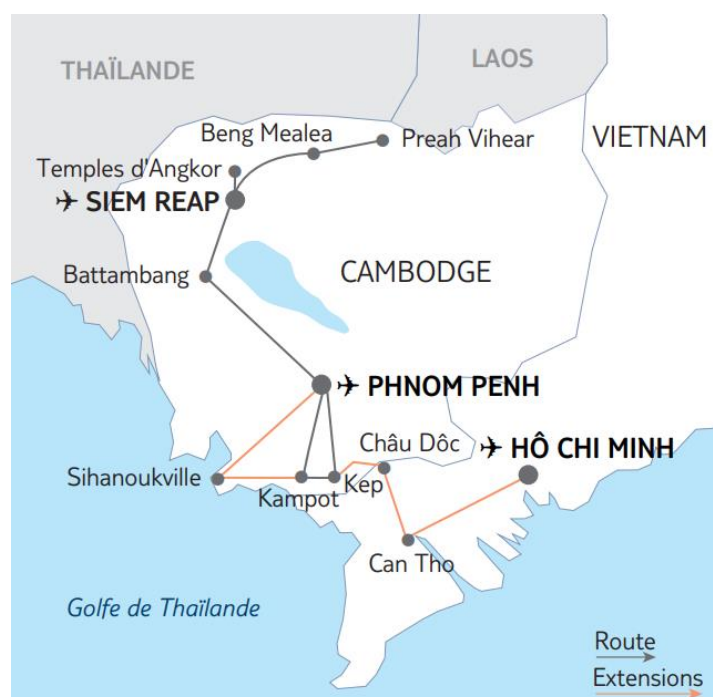 THAÏLANDE
LAOS
VIETNAM
Beng Mealea
Preah Vihear
Temples d'Angkor
✈ SIEM REAP
Battambang
CAMBODGE
✈ PHNOM PENH
Châu Dôc
✈ HÔ CHI MINH
Sihanoukville
Kampot
Kep
Can Tho
Golfe de Thaïlande
Route
Extensions